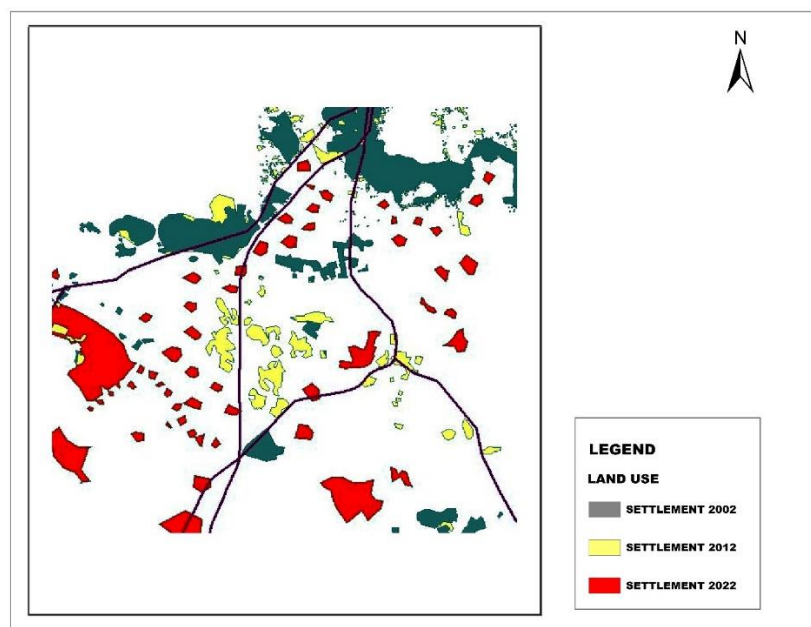 N
LEGEND
LAND USE
SETTLEMENT 2002
SETTLEMENT 2012
SETTLEMENT 2022